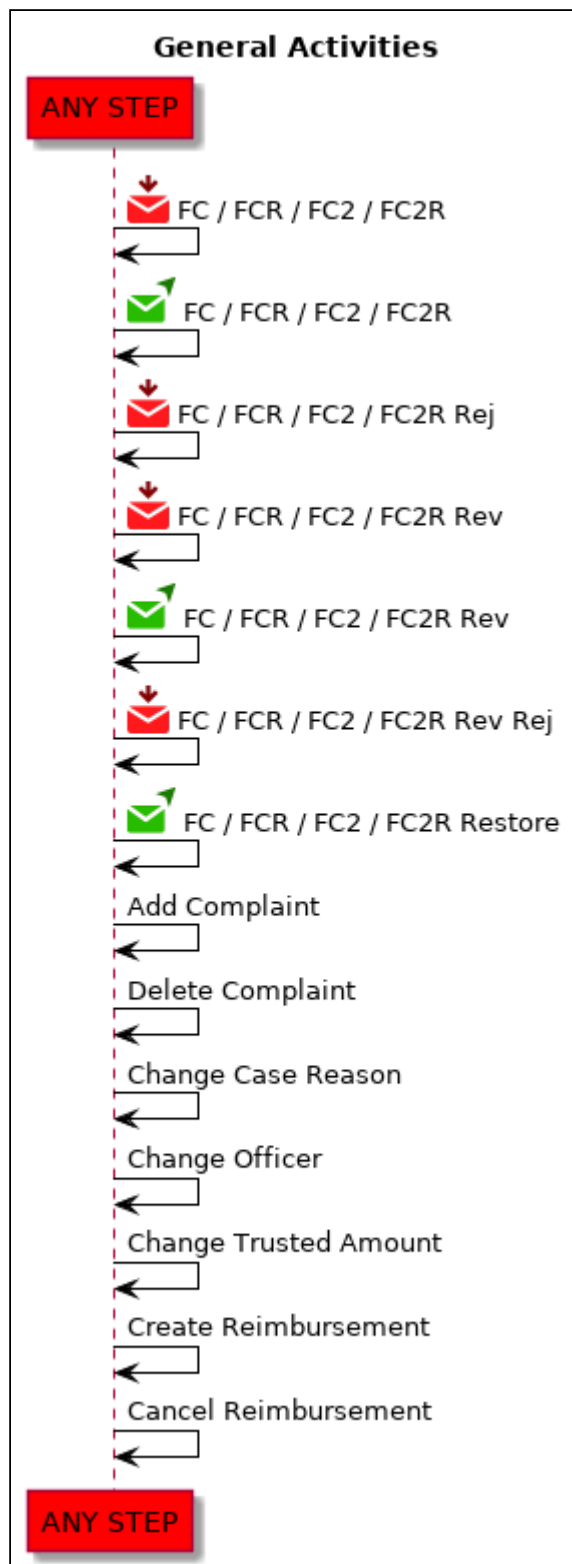 General Activities
ANY STEP
FC / FCR / FC2 / FC2R
FC / FCR / FC2 / FC2R
FC / FCR / FC2 / FC2R Rej
FC / FCR / FC2 / FC2R Rev
FC / FCR / FC2 / FC2R Rev
FC / FCR / FC2 / FC2R Rev Rej
FC / FCR / FC2 / FC2R Restore
Add Complaint
Delete Complaint
Change Case Reason
Change Officer
Change Trusted Amount
Create Reimbursement
Cancel Reimbursement
ANY STEP